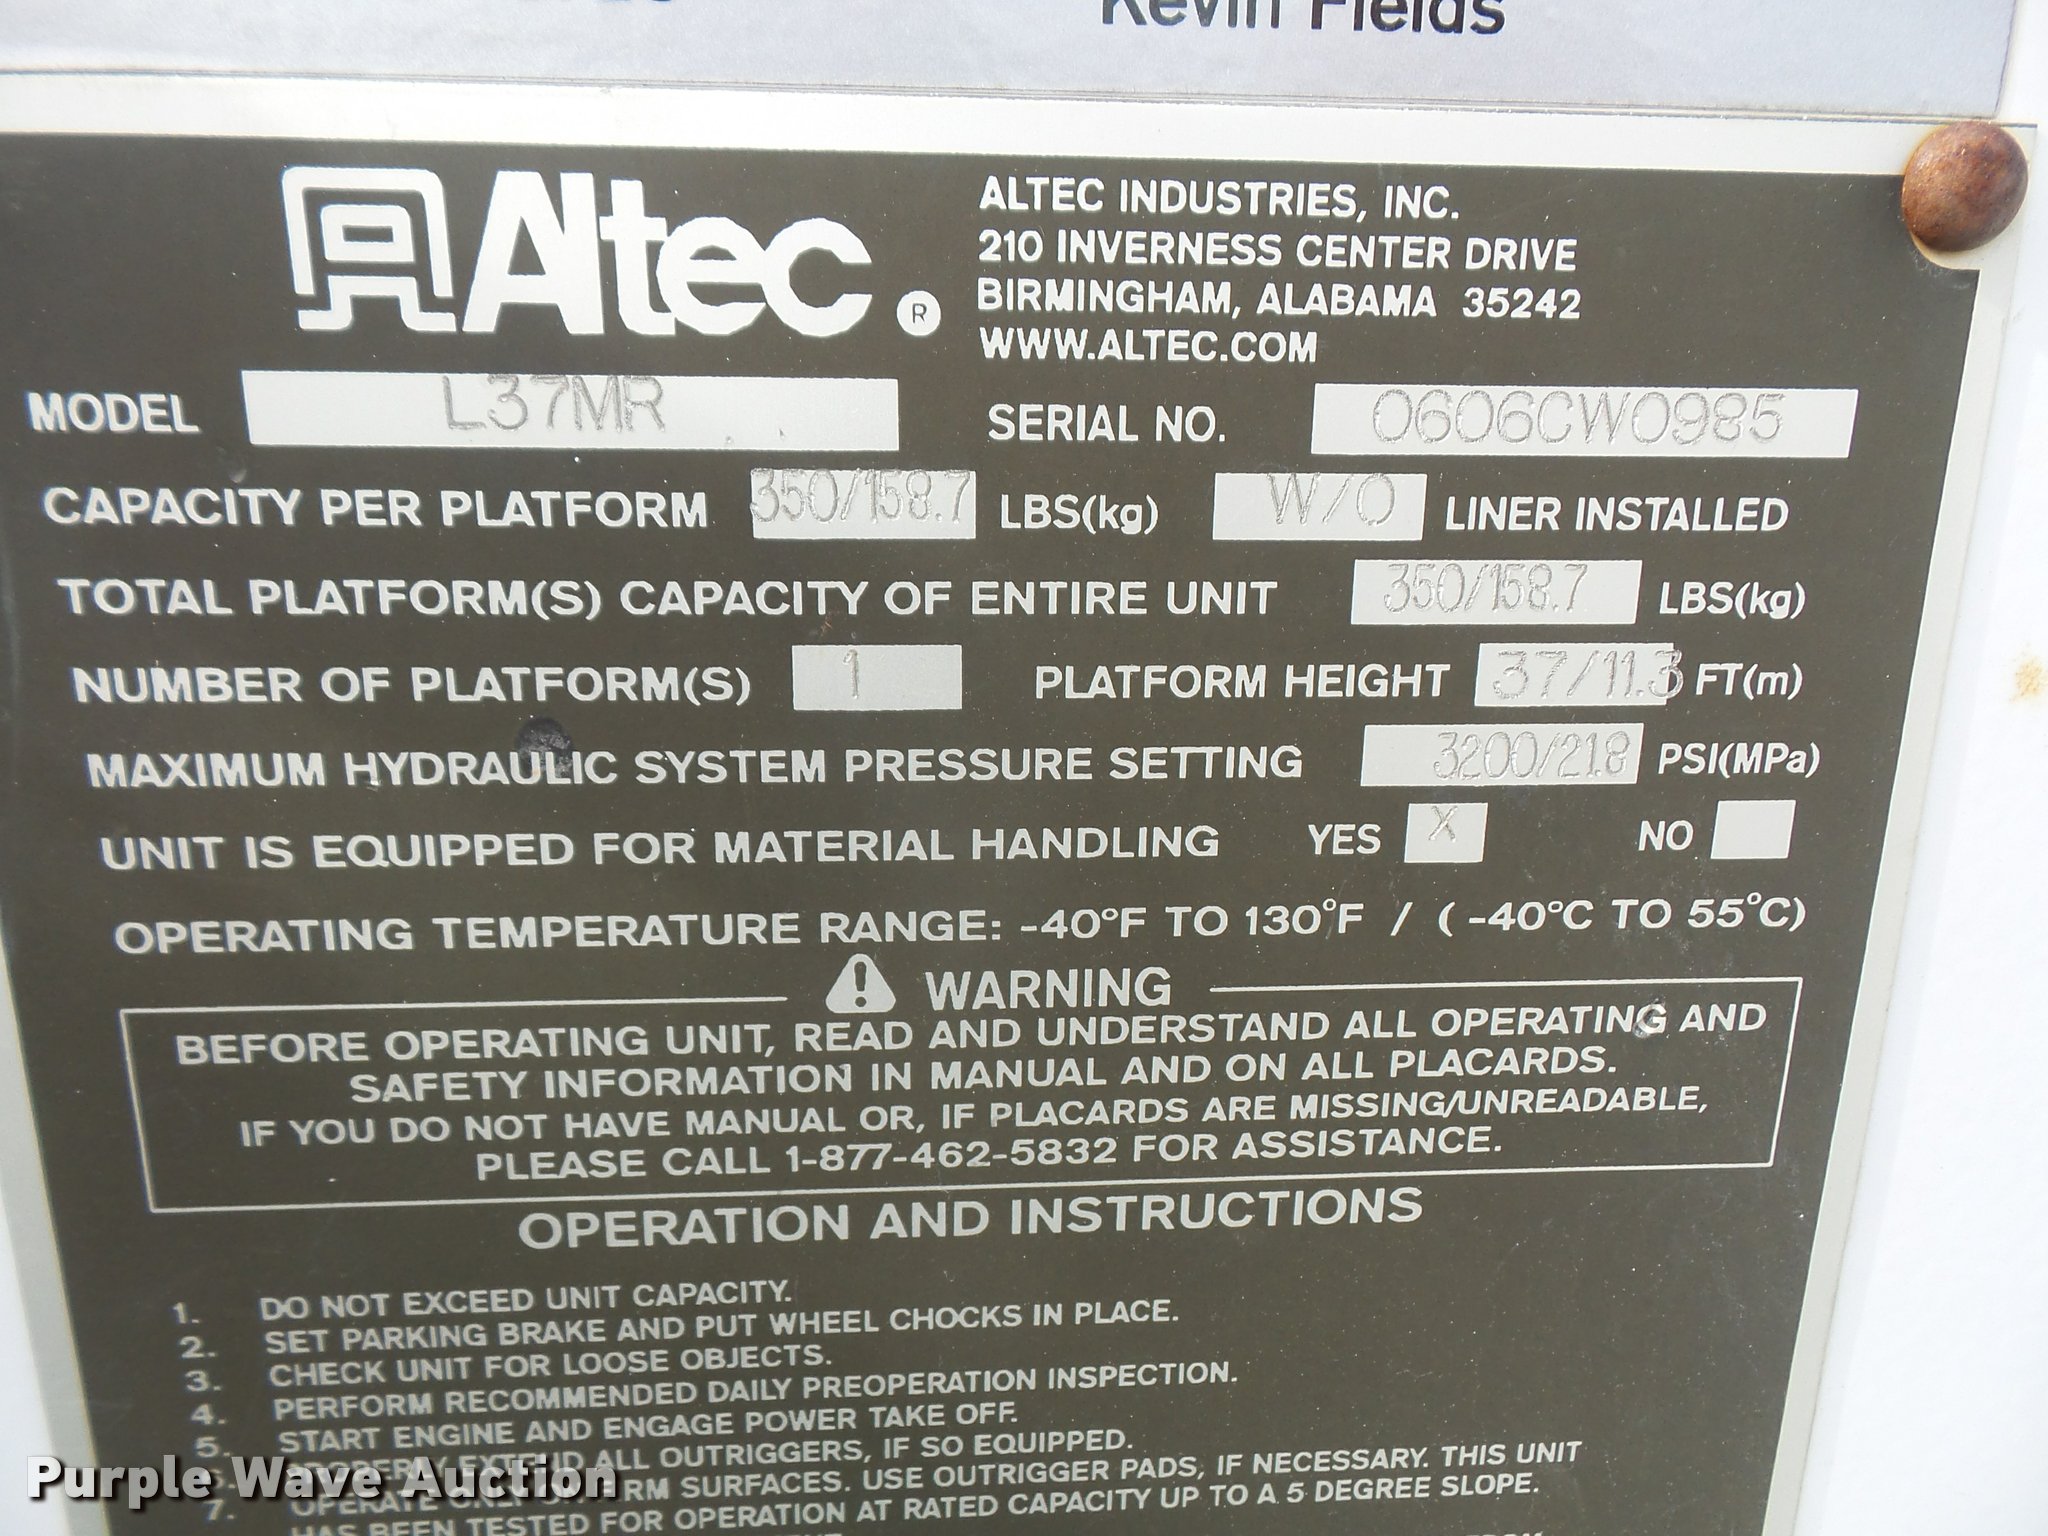 Kevin Fields
Altec ®
ALTEC INDUSTRIES, INC.
210 INVERNESS CENTER DRIVE
BIRMINGHAM, ALABAMA 35242
WWW.ALTEC.COM
MODEL L37MR SERIAL NO. 0606CW0985
CAPACITY PER PLATFORM 350/158.7 LBS(kg) W/O LINER INSTALLED
TOTAL PLATFORM(S) CAPACITY OF ENTIRE UNIT 350/158.7 LBS(kg)
NUMBER OF PLATFORM(S) 1 PLATFORM HEIGHT 37/11.3 FT(m)
MAXIMUM HYDRAULIC SYSTEM PRESSURE SETTING 3200/21.8 PSI(MPa)
UNIT IS EQUIPPED FOR MATERIAL HANDLING YES X NO
OPERATING TEMPERATURE RANGE: -40°F TO 130°F / (-40°C TO 55°C)
WARNING
BEFORE OPERATING UNIT, READ AND UNDERSTAND ALL OPERATING AND
SAFETY INFORMATION IN MANUAL AND ON ALL PLACARDS.
IF YOU DO NOT HAVE MANUAL OR, IF PLACARDS ARE MISSING/UNREADABLE,
PLEASE CALL 1-877-462-5832 FOR ASSISTANCE.
OPERATION AND INSTRUCTIONS
1. DO NOT EXCEED UNIT CAPACITY.
2. SET PARKING BRAKE AND PUT WHEEL CHOCKS IN PLACE.
3. CHECK UNIT FOR LOOSE OBJECTS.
4. PERFORM RECOMMENDED DAILY PREOPERATION INSPECTION.
5. START ENGINE AND ENGAGE POWER TAKE OFF.
6. PROPERLY EXTEND ALL OUTRIGGERS, IF SO EQUIPPED.
7. OPERATE ONLY ON FIRM SURFACES. USE OUTRIGGER PADS, IF NECESSARY. THIS UNIT
HAS BEEN TESTED FOR OPERATION AT RATED CAPACITY UP TO A 5 DEGREE SLOPE.
Purple Wave Auction